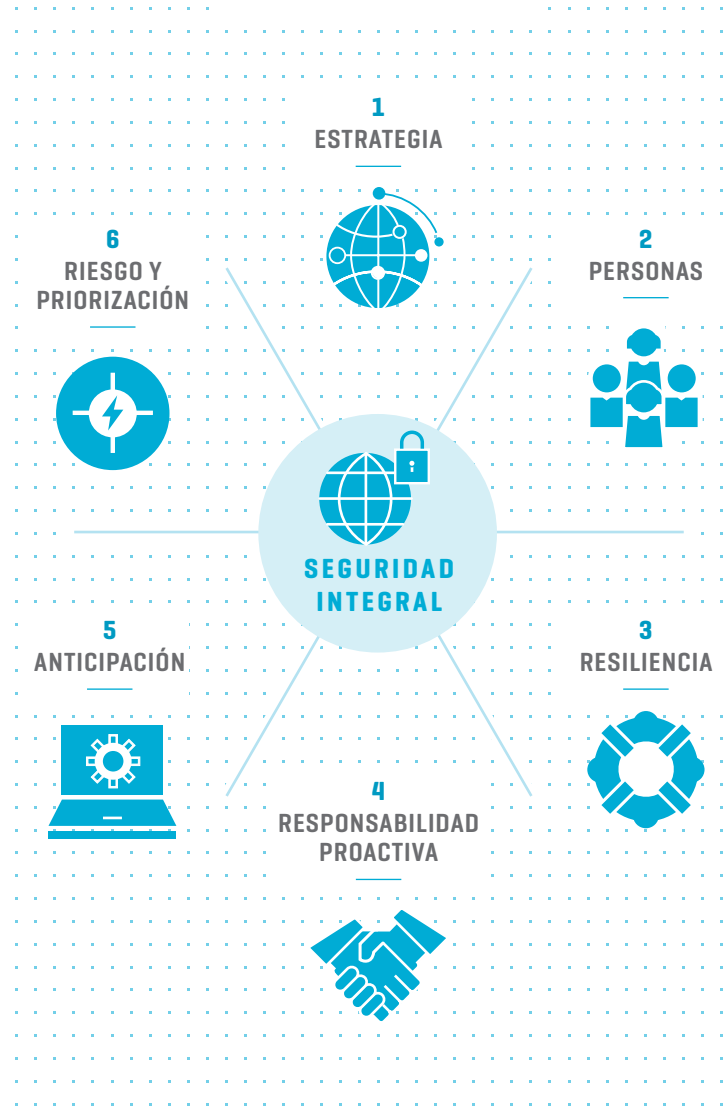 1
ESTRATEGIA
2
PERSONAS
3
RESILIENCIA
4
RESPONSABILIDAD
PROACTIVA
5
ANTICIPACIÓN
6
RIESGO Y
PRIORIZACIÓN
SEGURIDAD
INTEGRAL